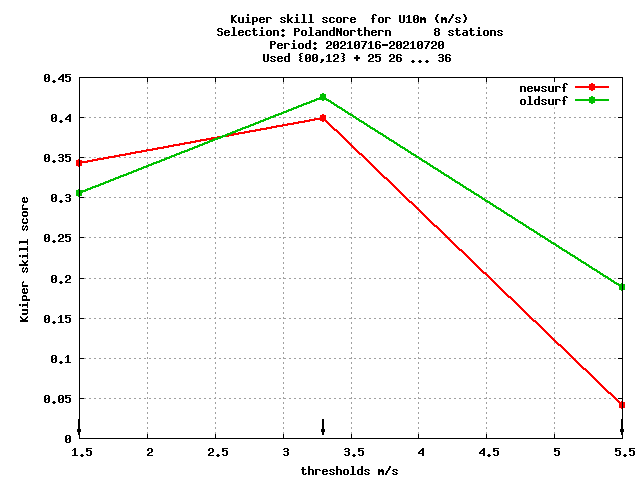 Kuiper skill score  for U10m (m/s)
Selection: PolandNorthern      8 stations
Period: 20210716-20210720
Used {00,12} + 25 26 ... 36
newsurf
oldsurf
0.45
0.4
0.35
0.3
0.25
0.2
0.15
0.1
0.05
0
Kuiper skill score
1.5 2 2.5 3 3.5 4 4.5 5 5.5
thresholds m/s